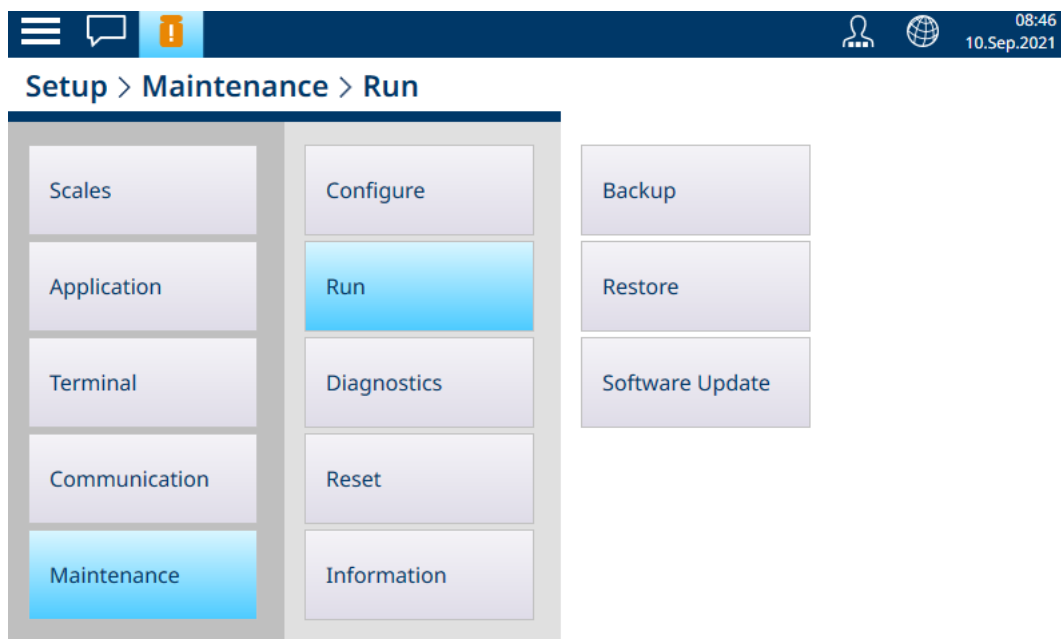 08:46
10.Sep.2021
Setup > Maintenance > Run
Scales
Configure
Backup
Application
Run
Restore
Terminal
Diagnostics
Software Update
Communication
Reset
Maintenance
Information